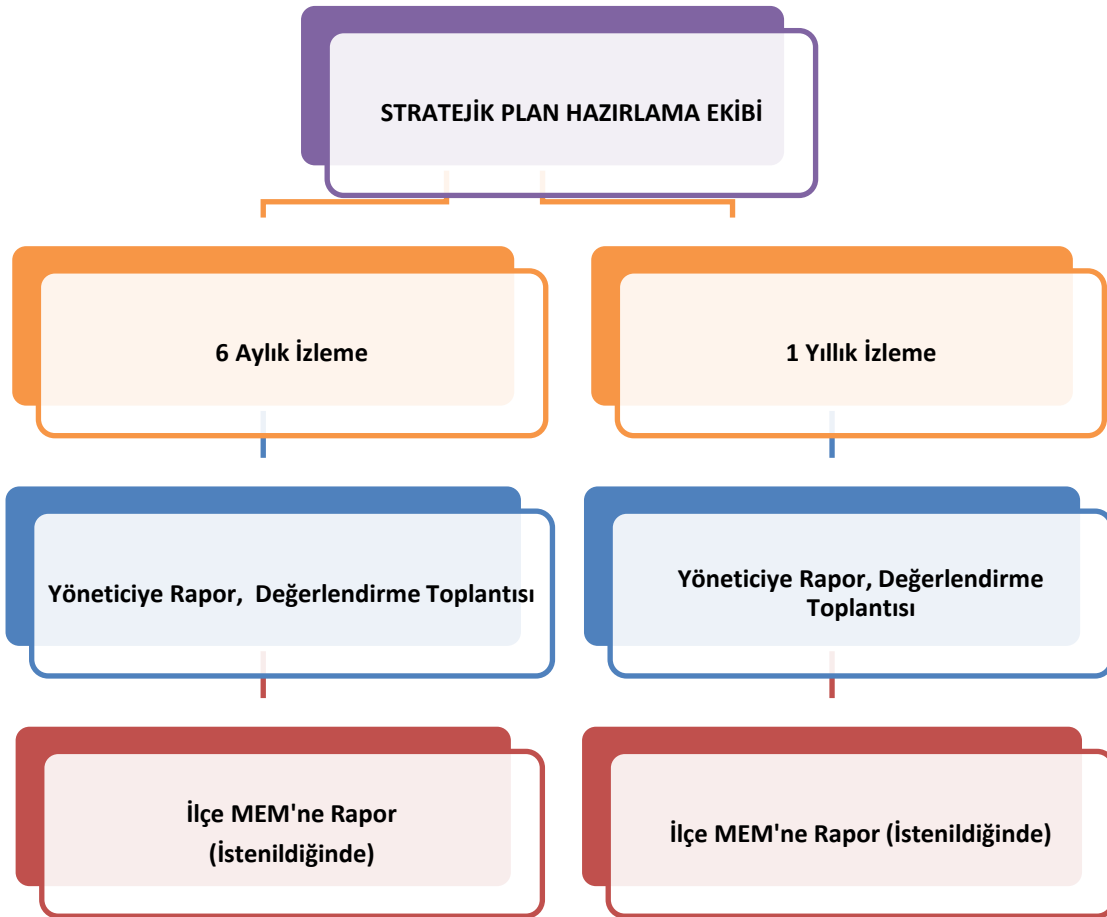 STRATEJİK PLAN HAZIRLAMA EKİBİ
6 Aylık İzleme
1 Yıllık İzleme
Yöneticiye Rapor,  Değerlendirme Toplantısı
Yöneticiye Rapor, Değerlendirme
Toplantısı
İlçe MEM'ne Rapor
(İstenildiğinde)
İlçe MEM'ne Rapor (İstenildiğinde)